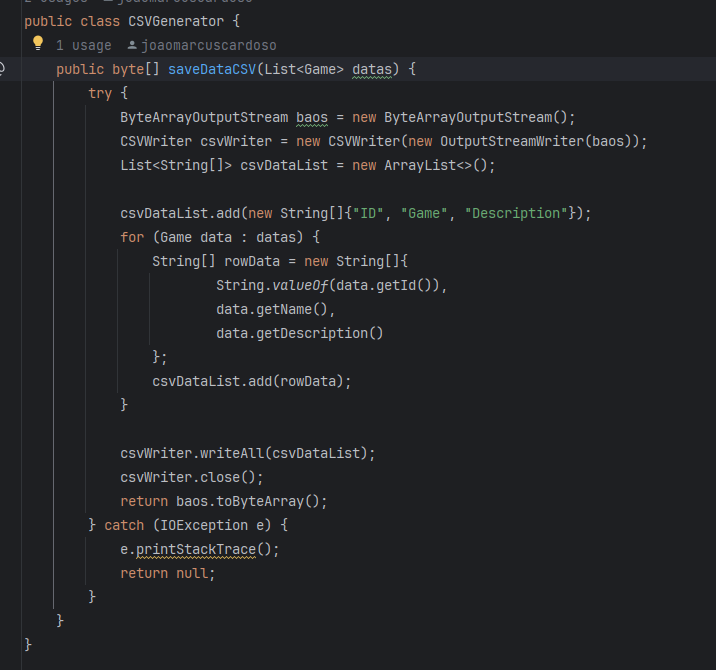 2 usages joaomarcuscardoso
public class CSVGenerator {
1 usage joaomarcuscardoso
public byte[] saveDataCSV(List<Game> datas) {
try {
ByteArrayOutputStream baos = new ByteArrayOutputStream();
CSVWriter csvWriter = new CSVWriter(new OutputStreamWriter(baos));
List<String[]> csvDataList = new ArrayList<>();
csvDataList.add(new String[]{"ID", "Game", "Description"});
for (Game data : datas) {
String[] rowData = new String[]{
String.valueOf(data.getId()),
data.getName(),
data.getDescription()
};
csvDataList.add(rowData);
}
csvWriter.writeAll(csvDataList);
csvWriter.close();
return baos.toByteArray();
} catch (IOException e) {
e.printStackTrace();
return null;
}
}
}